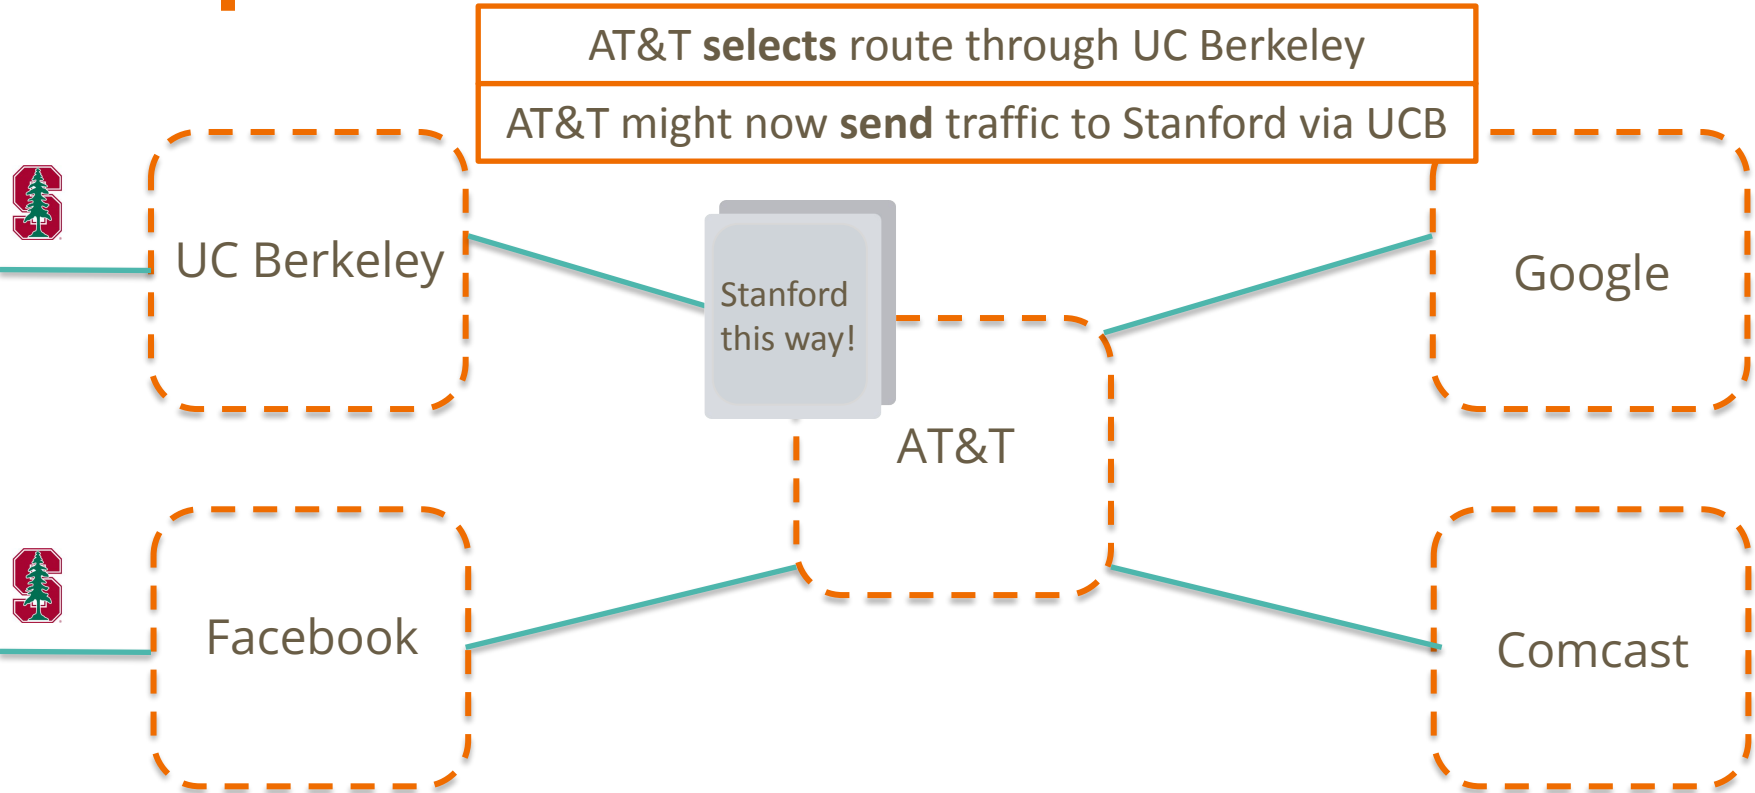 AT&T selects route through UC Berkeley
AT&T might now send traffic to Stanford via UCB
S
UC Berkeley
Stanford
this way!
Google
AT&T
S
Facebook
Comcast